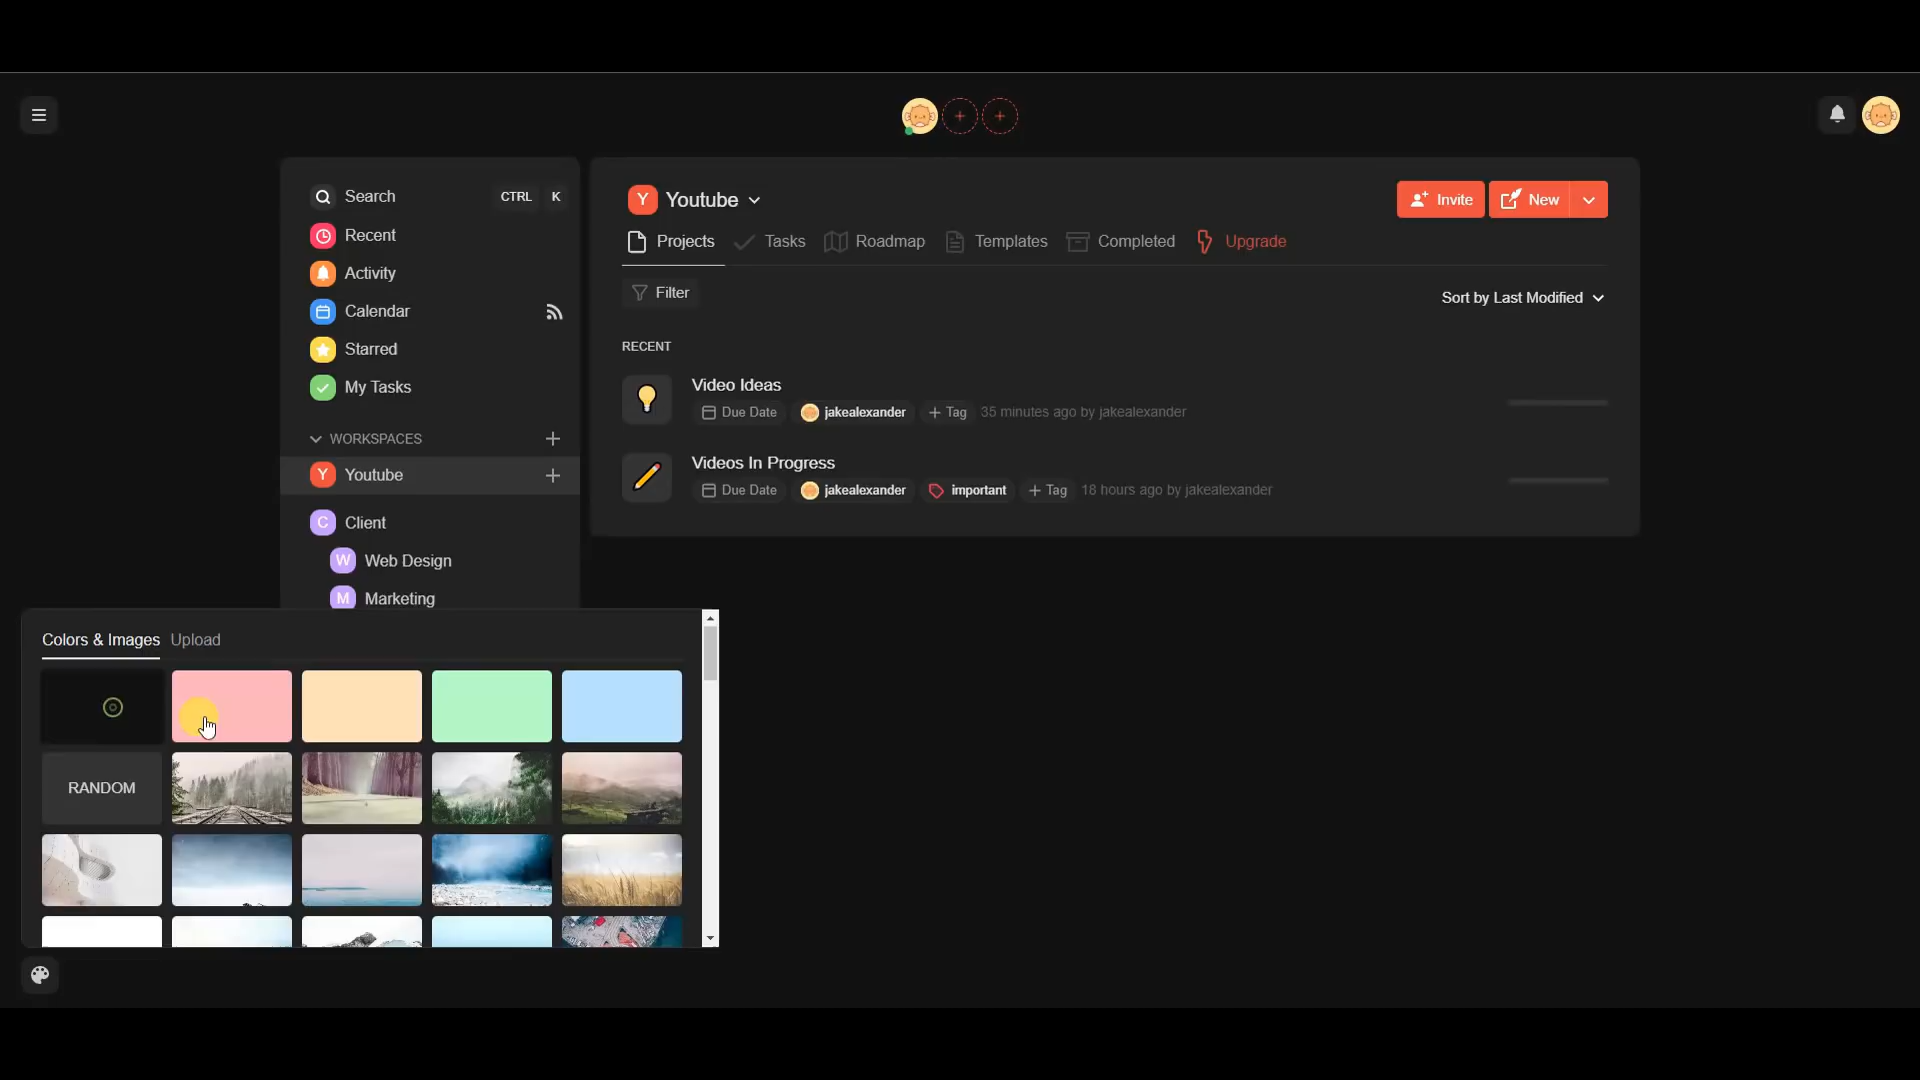 Search CTRL K
Recent
Activity
Calendar
Starred
My Tasks
WORKSPACES
Y Youtube
C Client
W Web Design
M Marketing
Y Youtube
Invite New
Projects Tasks Roadmap Templates Completed Upgrade
Filter
Sort by Last Modified
RECENT
Video Ideas
Due Date jakealexander + Tag 35 minutes ago by jakealexander
Videos In Progress
Due Date jakealexander important + Tag 18 hours ago by jakealexander
Colors & Images Upload
RANDOM